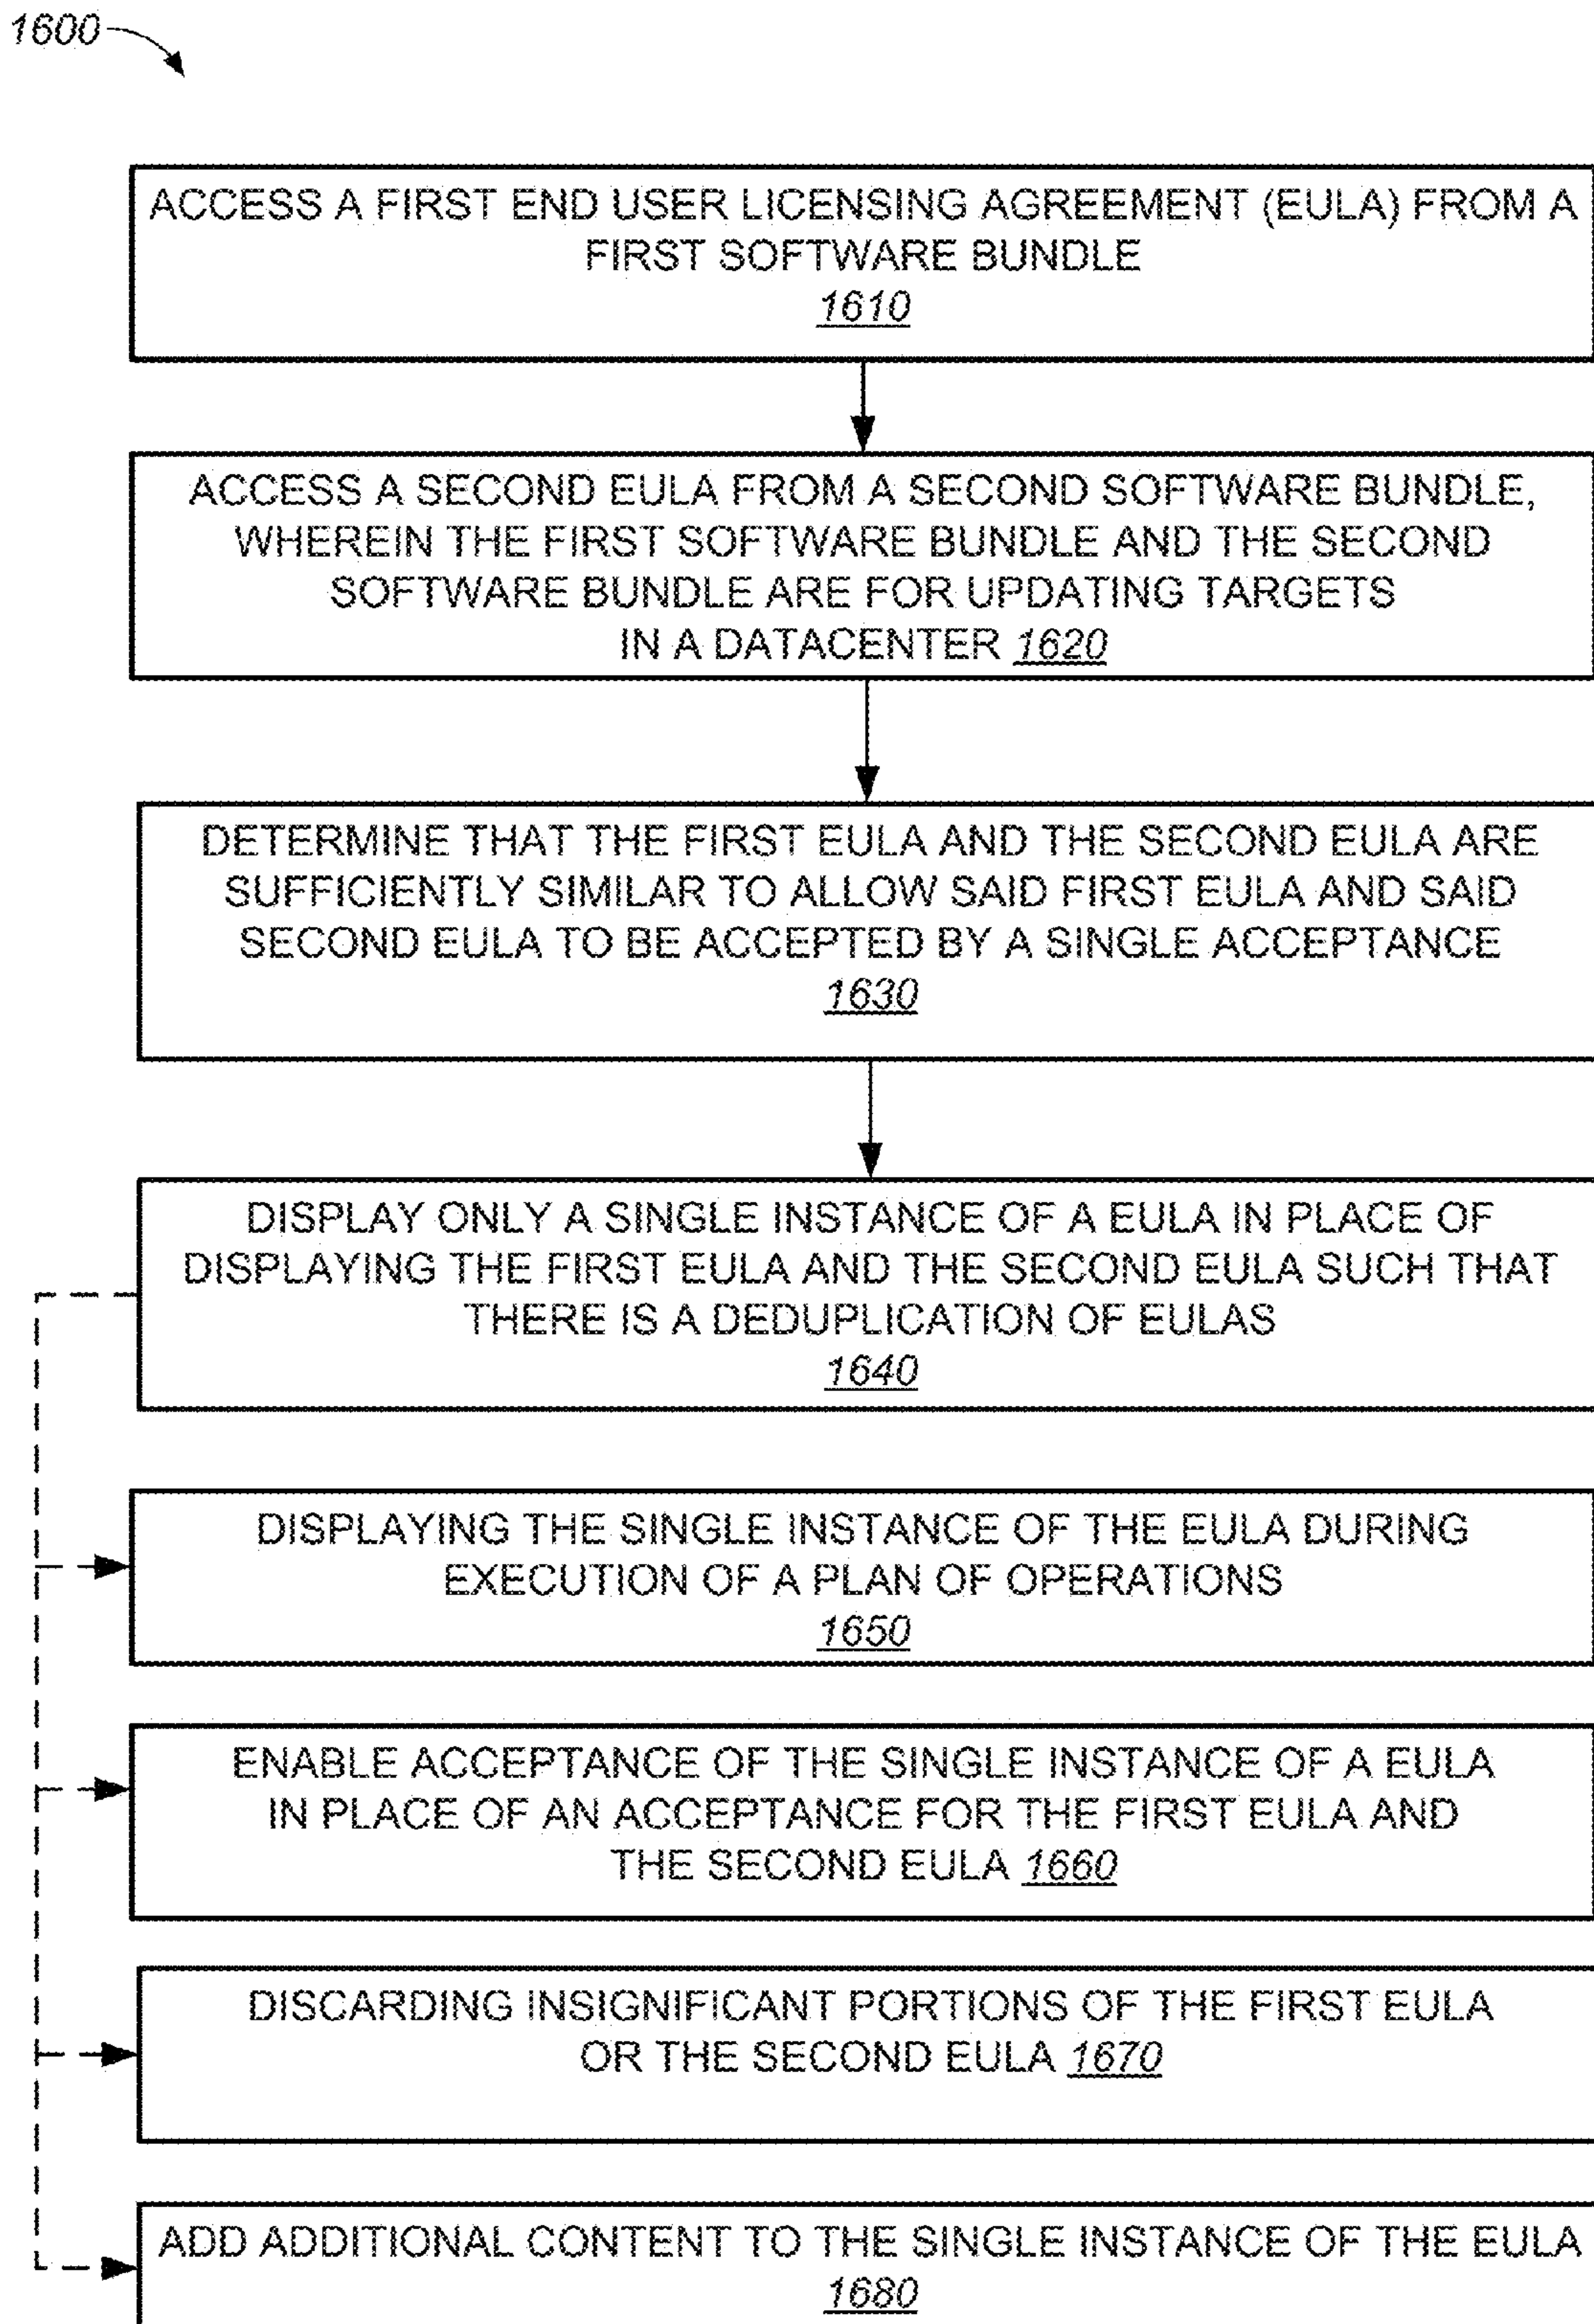 1600
ACCESS A FIRST END USER LICENSING AGREEMENT (EULA) FROM A
FIRST SOFTWARE BUNDLE
1610
ACCESS A SECOND EULA FROM A SECOND SOFTWARE BUNDLE,
WHEREIN THE FIRST SOFTWARE BUNDLE AND THE SECOND
SOFTWARE BUNDLE ARE FOR UPDATING TARGETS
IN A DATACENTER 1620
DETERMINE THAT THE FIRST EULA AND THE SECOND EULA ARE
SUFFICIENTLY SIMILAR TO ALLOW SAID FIRST EULA AND SAID
SECOND EULA TO BE ACCEPTED BY A SINGLE ACCEPTANCE
1630
DISPLAY ONLY A SINGLE INSTANCE OF A EULA IN PLACE OF
DISPLAYING THE FIRST EULA AND THE SECOND EULA SUCH THAT
THERE IS A DEDUPLICATION OF EULAS
1640
DISPLAYING THE SINGLE INSTANCE OF THE EULA DURING
EXECUTION OF A PLAN OF OPERATIONS
1650
ENABLE ACCEPTANCE OF THE SINGLE INSTANCE OF A EULA
IN PLACE OF AN ACCEPTANCE FOR THE FIRST EULA AND
THE SECOND EULA 1660
DISCARDING INSIGNIFICANT PORTIONS OF THE FIRST EULA
OR THE SECOND EULA 1670
ADD ADDITIONAL CONTENT TO THE SINGLE INSTANCE OF THE EULA
1680